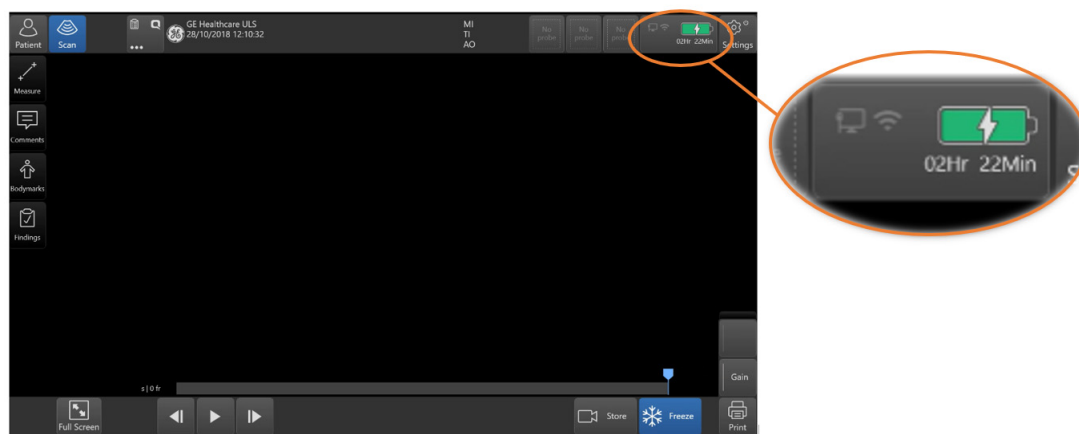 Patient
Scan
GE Healthcare ULS
28/10/2018 12:10:32
MI
TI
AO
No
probe
No
probe
No
probe
02Hr 22Min
Settings
Measure
Comments
Bodymarks
Findings
02Hr 22Min
s | 0 fr
Gain
Full Screen
Store
Freeze
Print